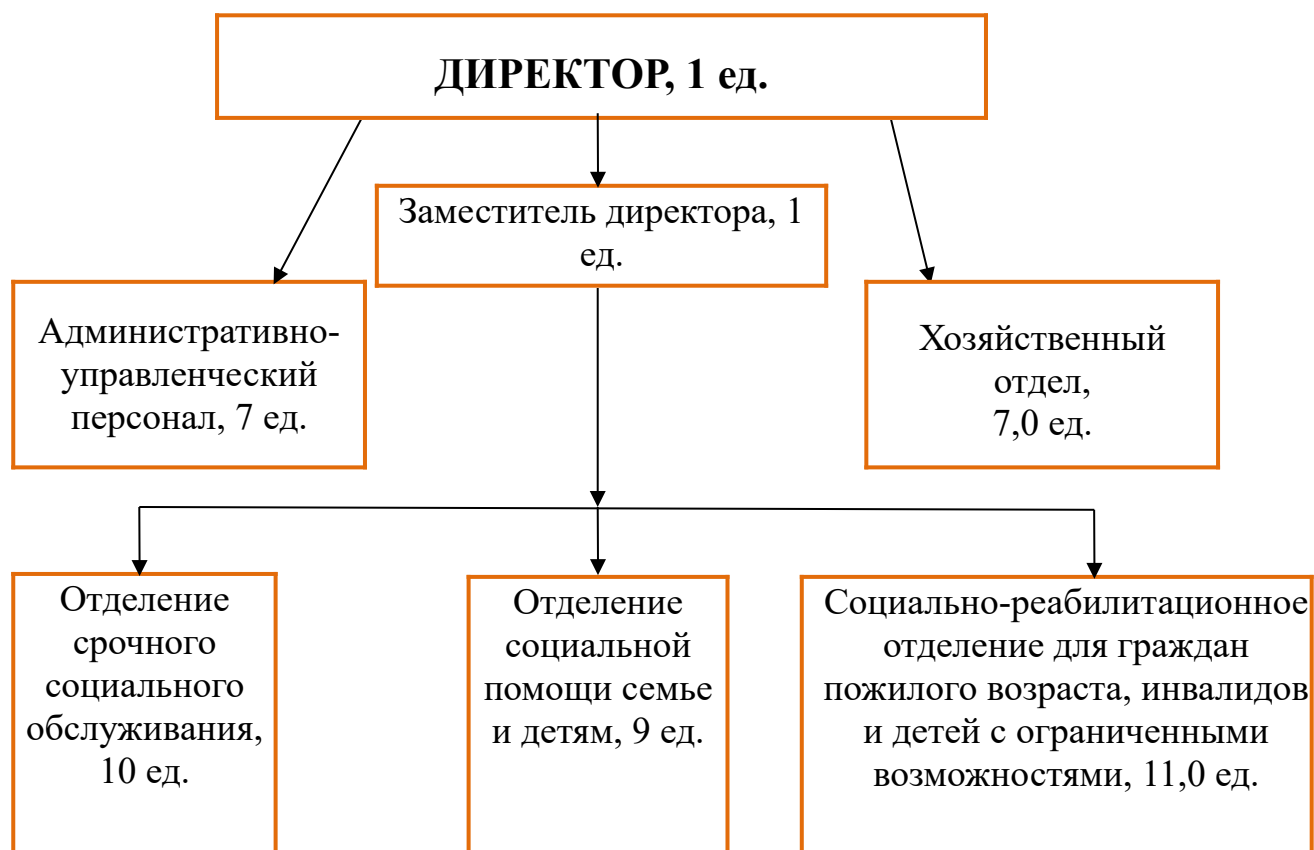 ДИРЕКТОР, 1 ед.
Заместитель директора, 1
ед.
Административно-
управленческий
персонал, 7 ед.
Хозяйственный
отдел,
7,0 ед.
Отделение
срочного
социального
обслуживания,
10 ед.
Отделение
социальной
помощи семье
и детям, 9 ед.
Социально-реабилитационное
отделение для граждан
пожилого возраста, инвалидов
и детей с ограниченными
возможностями, 11,0 ед.